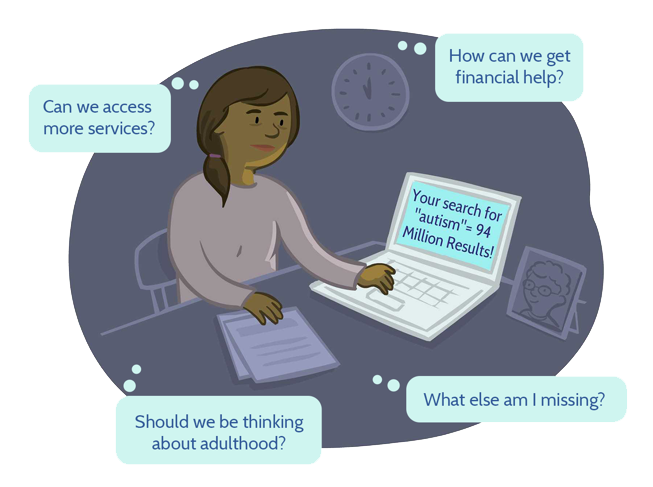 How can we get
financial help?
Can we access
more services?
Your search for
"autism"= 94
Million Results!
What else am I missing?
Should we be thinking
about adulthood?